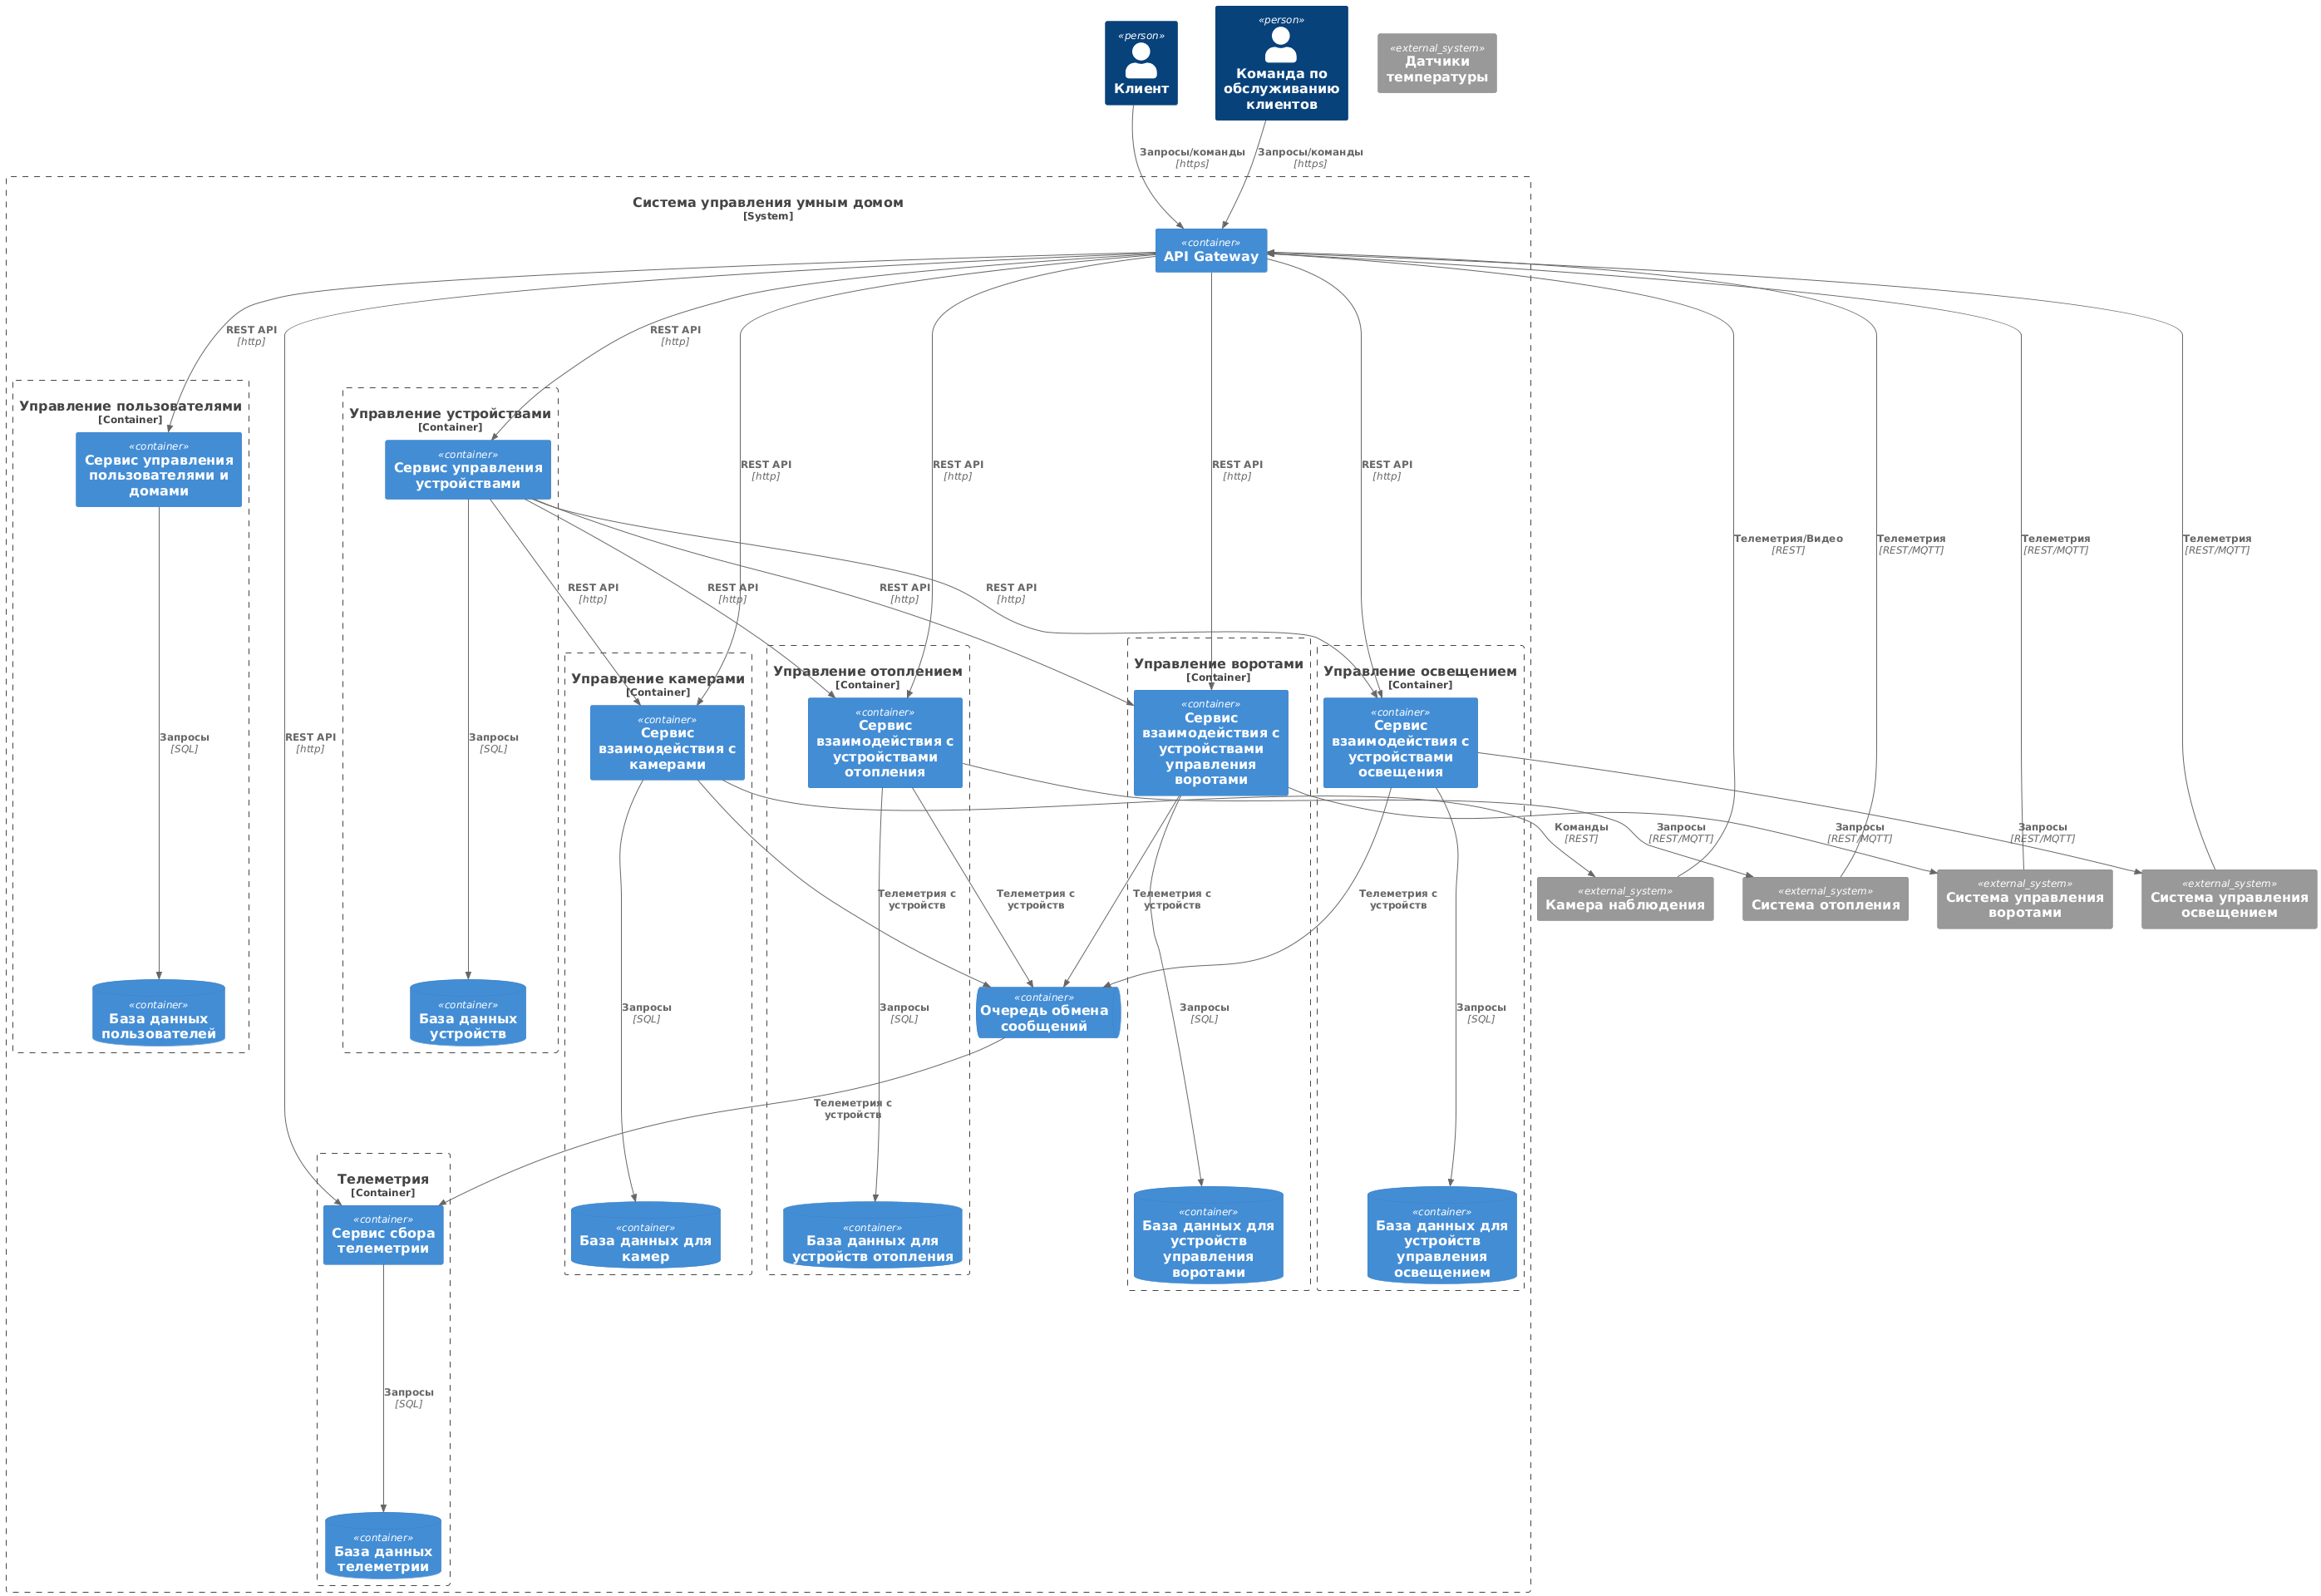 «person»
Клиент
«person»
Команда по
обслуживанию
клиентов
«external_system»
Датчики
температуры
Запросы/команды
[https]
Запросы/команды
[https]
Система управления умным домом
[System]
«container»
API Gateway
REST API
[http]
REST API
[http]
Управление пользователями
[Container]
«container»
Сервис управления
пользователями и
домами
Управление устройствами
[Container]
«container»
Сервис управления
устройствами
REST API
[http]
REST API
[http]
REST API
[http]
REST API
[http]
Телеметрия/Видео
[REST]
Телеметрия
[REST/MQTT]
Телеметрия
[REST/MQTT]
Телеметрия
[REST/MQTT]
REST API
[http]
REST API
[http]
REST API
[http]
REST API
[http]
Управление камерами
[Container]
«container»
Сервис
взаимодействия с
камерами
Управление отоплением
[Container]
«container»
Сервис
взаимодействия с
устройствами
отопления
Управление воротами
[Container]
«container»
Сервис
взаимодействия с
устройствами
управления
воротами
Управление освещением
[Container]
«container»
Сервис
взаимодействия с
устройствами
освещения
Запросы
[SQL]
REST API
[http]
Запросы
[SQL]
Команды
[REST]
Запросы
[REST/MQTT]
Запросы
[REST/MQTT]
Запросы
[REST/MQTT]
Телеметрия с
устройств
Телеметрия с
устройств
Телеметрия с
устройств
Телеметрия с
устройств
«external_system»
Камера наблюдения
«external_system»
Система отопления
«external_system»
Система управления
воротами
«external_system»
Система управления
освещением
«container»
База данных
пользователей
«container»
База данных
устройств
Запросы
[SQL]
Запросы
[SQL]
«container»
Очередь обмена
сообщений
Запросы
[SQL]
Запросы
[SQL]
Телеметрия с
устройств
Телеметрия
[Container]
«container»
Сервис сбора
телеметрии
«container»
База данных для
камер
«container»
База данных для
устройств отопления
«container»
База данных для
устройств
управления
воротами
«container»
База данных для
устройств
управления
освещением
Запросы
[SQL]
«container»
База данных
телеметрии